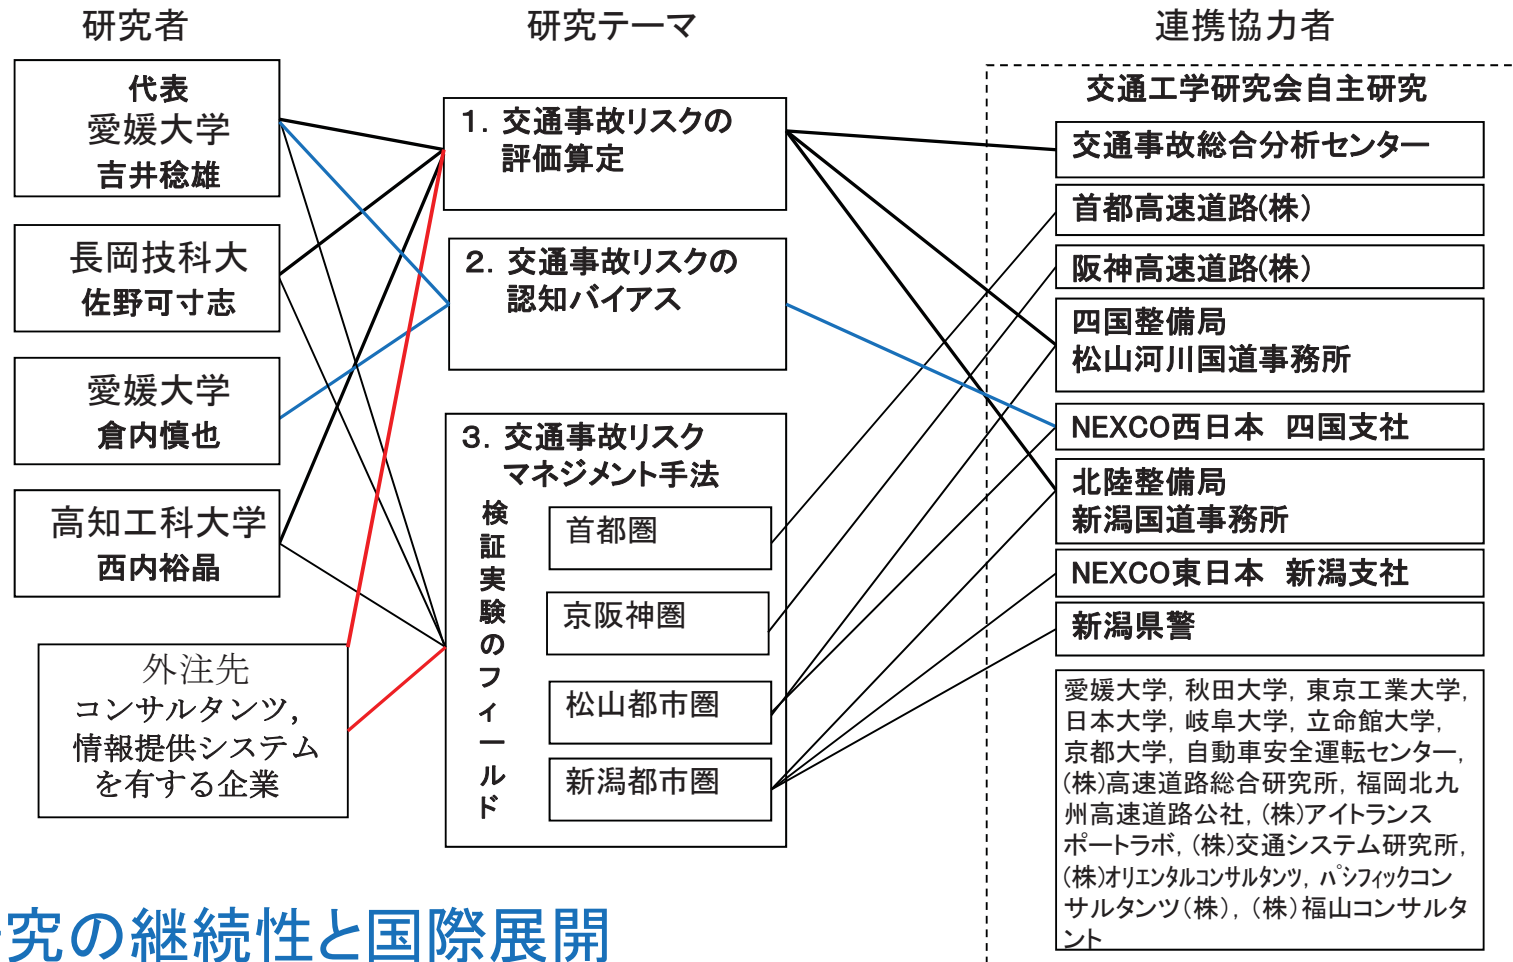 研究者
代表
愛媛大学
吉井稔雄
長岡技科大
佐野可寸志
愛媛大学
倉内慎也
高知工科大学
西内裕晶
外注先
コンサルタンツ，
情報提供システム
を有する企業
研究テーマ
1．交通事故リスクの
評価算定
2．交通事故リスクの
認知バイアス
3．交通事故リスク
マネジメント手法
検証実験のフィールド
首都圏
京阪神圏
松山都市圏
新潟都市圏
連携協力者
交通工学研究会自主研究
交通事故総合分析センター
首都高速道路(株）
阪神高速道路(株）
四国整備局
松山河川国道事務所
NEXCO西日本　四国支社
北陸整備局
新潟国道事務所
NEXCO東日本　新潟支社
新潟県警
愛媛大学，秋田大学，東京工業大学，
日本大学，岐阜大学，立命館大学，
京都大学，自動車安全運転センター，
(株)高速道路総合研究所，福岡北九
州高速道路公社，(株)アイトランス
ポートラボ，(株)交通システム研究所，
(株)ｵﾘｴﾝﾀﾙｺﾝｻﾙﾀﾝﾂ，ﾊﾟｼﾌｨｯｸコン
サルタンツ（株），（株）福山コンサルタ
ント
究の継続性と国際展開